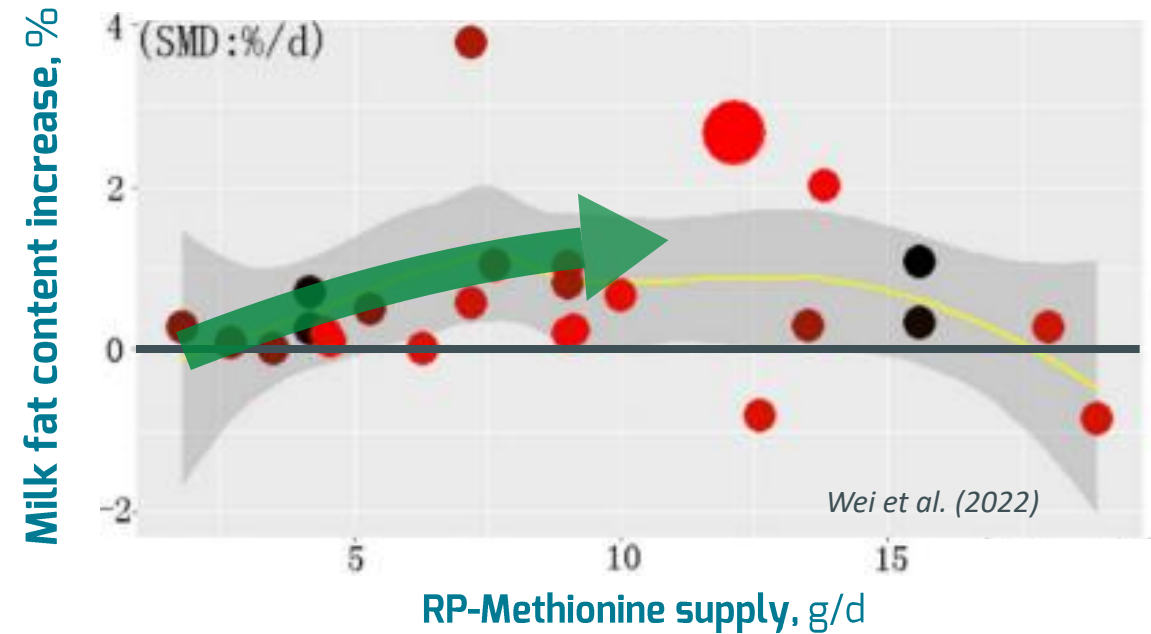 Milk fat content increase, %
(SMD:%/d)
4
2
0
-2
Wei et al. (2022)
5
10
15
RP-Methionine supply, g/d